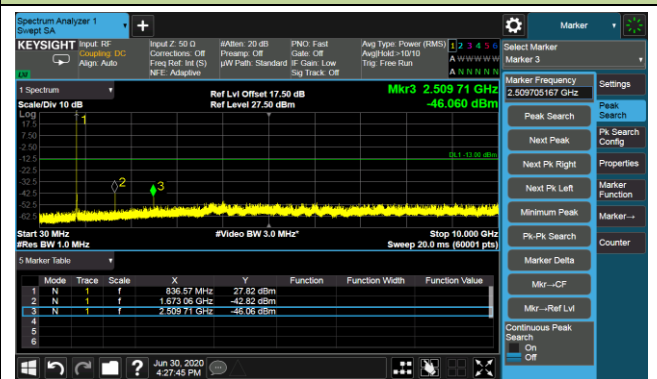 Spectrum Analyzer 1
Swept SA
+
Marker
KEYSIGHT Input: RF Input Z: 50 Ω #Atten: 20 dB PNO: Fast Avg Type: Power (RMS) 1 2 3 4 5 6
Coupling: DC Corrections: Off Preamp: Off Gate: Off Avg|Hold:>10/10 A W W W W W
Align: Auto Freq Ref: Int (S) µW Path: Standard IF Gain: Low Trig: Free Run
NFE: Adaptive Sig Track: Off A N N N N N
Select Marker
Marker 3
1 Spectrum
Scale/Div 10 dB
Ref Lvl Offset 17.50 dB
Ref Level 27.50 dBm
Mkr3 2.509 71 GHz
-46.060 dBm
Log
17.5
7.50
-2.50
-12.5
-22.5
-32.5
-42.5
-52.5
-62.5
1
2
3
DL1 -13.00 dBm
Start 30 MHz #Video BW 3.0 MHz* Stop 10.000 GHz
#Res BW 1.0 MHz Sweep 20.0 ms (60001 pts)
5 Marker Table
Mode Trace Scale X Y Function Function Width Function Value
1 N 1 f 836.57 MHz 27.82 dBm
2 N 1 f 1.673 06 GHz -42.82 dBm
3 N 1 f 2.509 71 GHz -46.06 dBm
4
5
6
Marker Frequency
2.509705167 GHz
Peak Search
Next Peak
Next Pk Right
Next Pk Left
Minimum Peak
Pk-Pk Search
Marker Delta
Mkr→CF
Mkr→Ref Lvl
Continuous Peak
Search
On
Off
Settings
Peak
Search
Pk Search
Config
Properties
Marker
Function
Marker→
Counter
?
Jun 30, 2020
4:27:45 PM